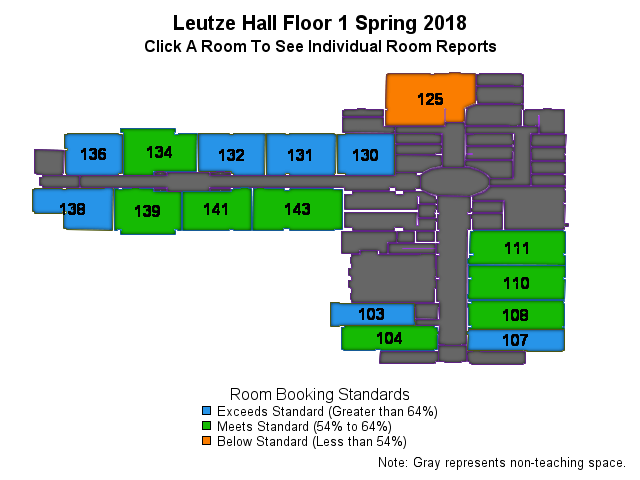 Leutze Hall Floor 1 Spring 2018
Click A Room To See Individual Room Reports
125
136 134 132 131 130
138 139 141 143
111
110
103 108
104 107
Room Booking Standards
Exceeds Standard (Greater than 64%)
Meets Standard (54% to 64%)
Below Standard (Less than 54%)
Note: Gray represents non-teaching space.